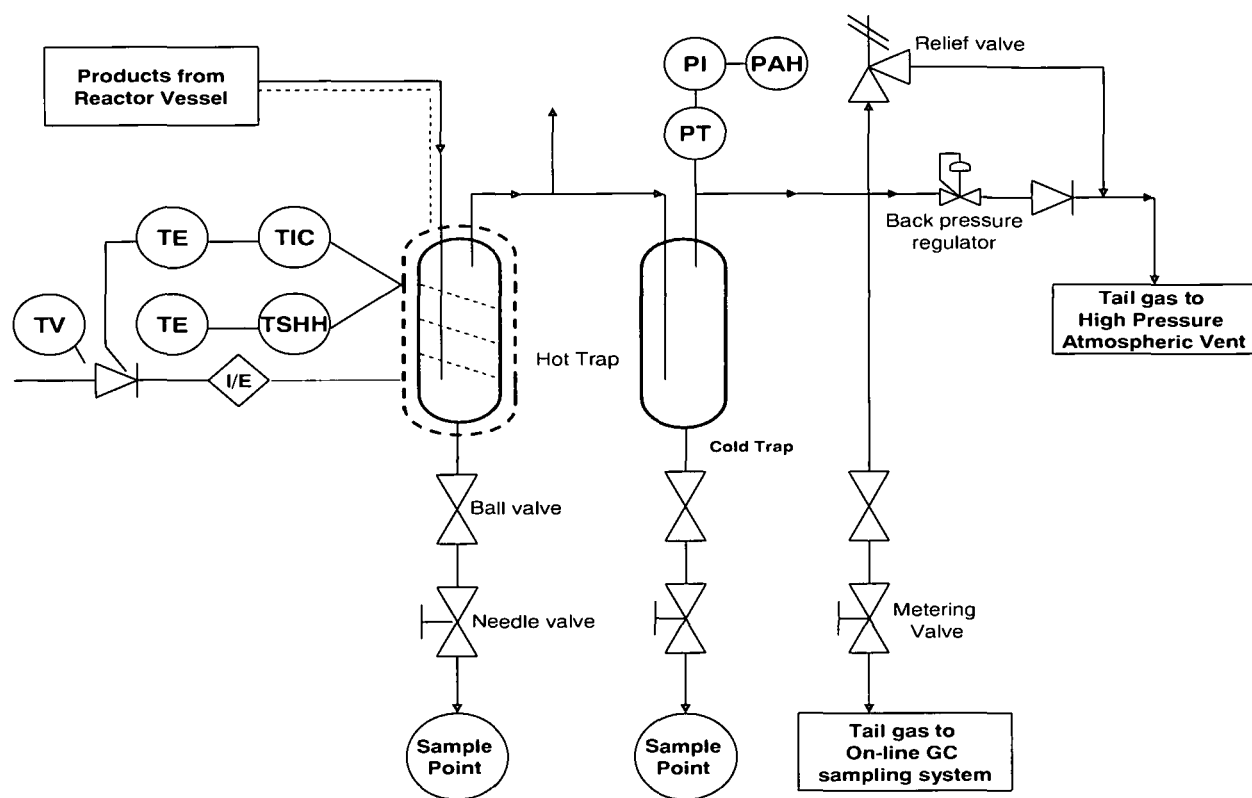 Products from
Reactor Vessel
PI
PAH
Relief valve
PT
TE
TIC
Back pressure
regulator
TV
TE
TSHH
Hot Trap
Tail gas to
High Pressure
Atmospheric Vent
I/E
Cold Trap
Ball valve
Needle valve
Metering
Valve
Sample
Point
Sample
Point
Tail gas to
On-line GC
sampling system